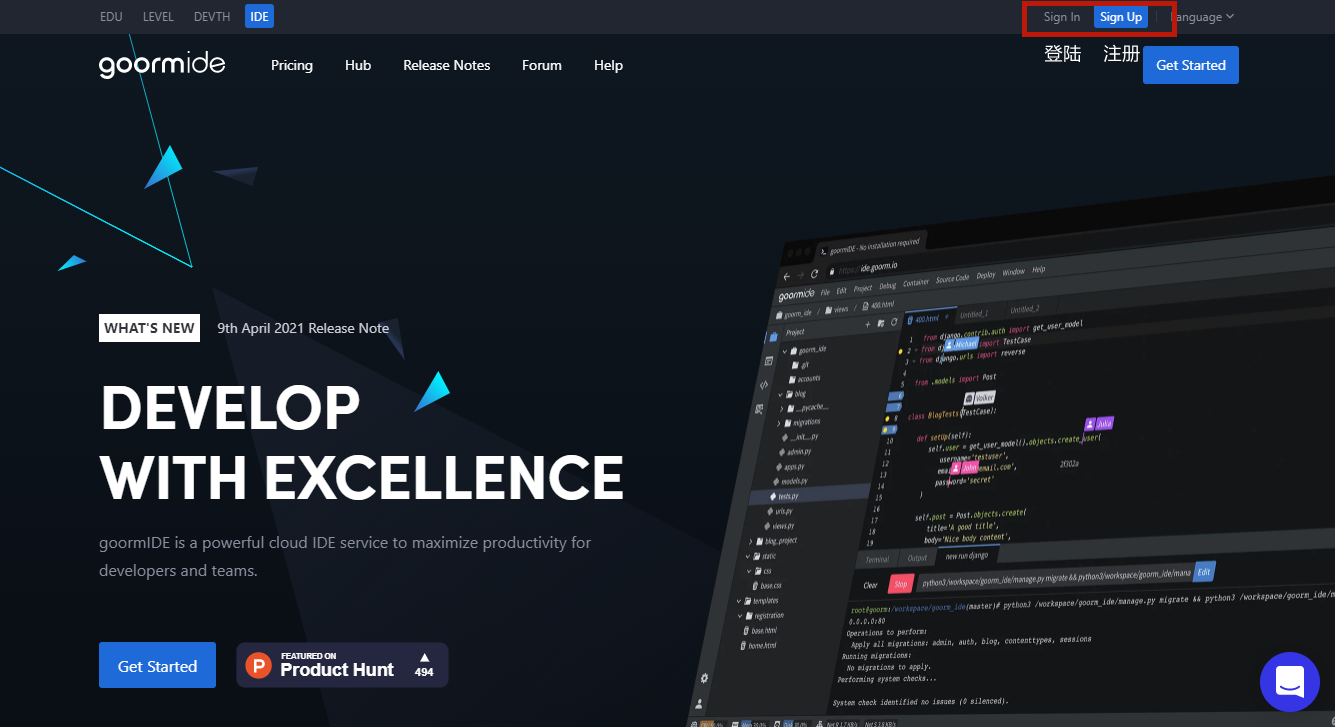 EDU LEVEL DEVTH IDE Sign In Sign Up Language
goormide Pricing Hub Release Notes Forum Help 登陆 注册 Get Started
WHAT'S NEW 9th April 2021 Release Note
DEVELOP
WITH EXCELLENCE
goormIDE is a powerful cloud IDE service to maximize productivity for
developers and teams.
Get Started
P FEATURED ON
Product Hunt 494
goormIDE - No installation required
https://ide.goorm.io
goormide File Edit Project Debug Container Source Code Deploy Window Help
goorm_ide / views / 400.html
Project
goorm_ide
.git
accounts
blog
__pycache__
migrations
__init__.py
admin.py
apps.py
models.py
tests.py
urls.py
views.py
blog_project
static
css
base.css
templates
registration
base.html
home.html
400.html Untitled_1 Untitled_2
1 from django.contrib.auth import get_user_model
2 from Michael import TestCase
3 from django.urls import reverse
4
5 from .models import Post
6
7 Volker
8 class BlogTests(TestCase):
9
10 def setUp(self): Julia
11 self.user = get_user_model().objects.create_user(
12 username='testuser', 2f302a
13 John email.com',
14 password='secret'
15 )
16
17 self.post = Post.objects.create(
18 title='A good title',
19 body='Nice body content',
Terminal Output new run django
Clear Stop python3/workspace/goorm_ide/manage.py migrate && python3/workspace/goorm_ide/mana Edit
root@goorm:/workspace/goorm_ide(master)# python3 /workspace/goorm_ide/manage.py migrate && python3 /workspace/goorm_ide/m
0.0.0.0:80
Operations to perform:
Apply all migrations: admin, auth, blog, contenttypes, sessions
Running migrations:
No migrations to apply.
Performing system checks...
System check identified no issues (0 silenced).